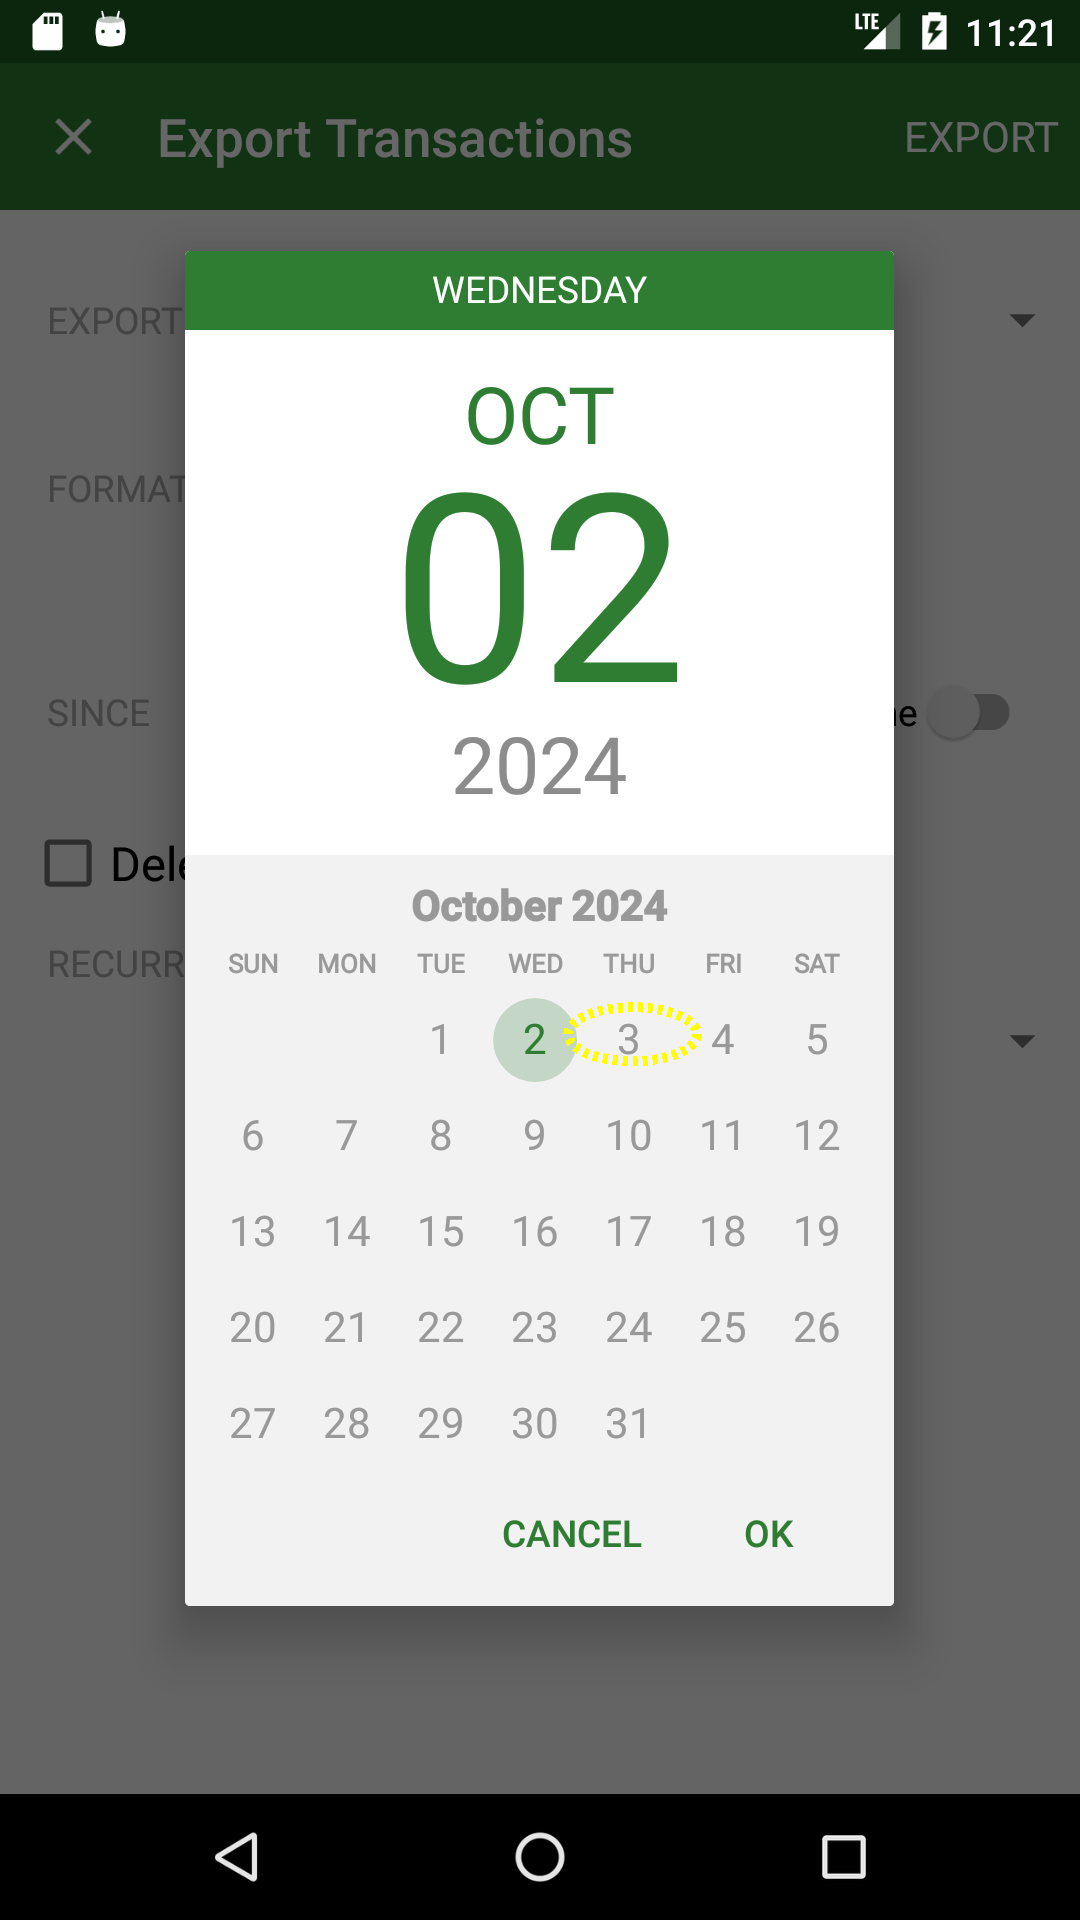 LTE 11:21
Export Transactions EXPORT
WEDNESDAY
EXPORT
OCT
FORMAT
02
SINCE
2024
October 2024
SUN MON TUE WED THU FRI SAT
1 2 3 4 5
6 7 8 9 10 11 12
13 14 15 16 17 18 19
20 21 22 23 24 25 26
27 28 29 30 31
CANCEL OK